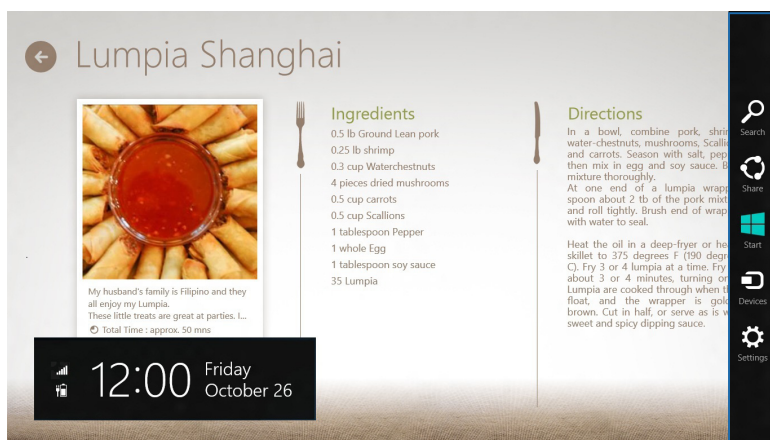 Lumpia Shanghai
My husband's family is Filipino and they
all enjoy my Lumpia.
These little treats are great at parties. I...
Total Time : approx. 50 mns
Ingredients
0.5 lb Ground Lean pork
0.25 lb shrimp
0.3 cup Waterchestnuts
4 pieces dried mushrooms
0.5 cup carrots
0.5 cup Scallions
1 tablespoon Pepper
1 whole Egg
1 tablespoon soy sauce
35 Lumpia
Directions
In a bowl, combine pork,
water-chestnuts, mushrooms,
and carrots. Season with salt,
then mix in egg and soy sauce.
mixture thoroughly.
At one end of a lumpia
spoon about 2 tb of the pork
and roll tightly. Brush end of
with water to seal.
Heat the oil in a deep-fryer or
skillet to 375 degrees F (190
C). Fry 3 or 4 lumpia at a time. Fry
about 3 or 4 minutes, turning
Lumpia are cooked through when
float, and the wrapper is
brown. Cut in half, or serve as is
sweet and spicy dipping sauce.
Search
Share
Start
Devices
Settings
12:00
Friday
October 26